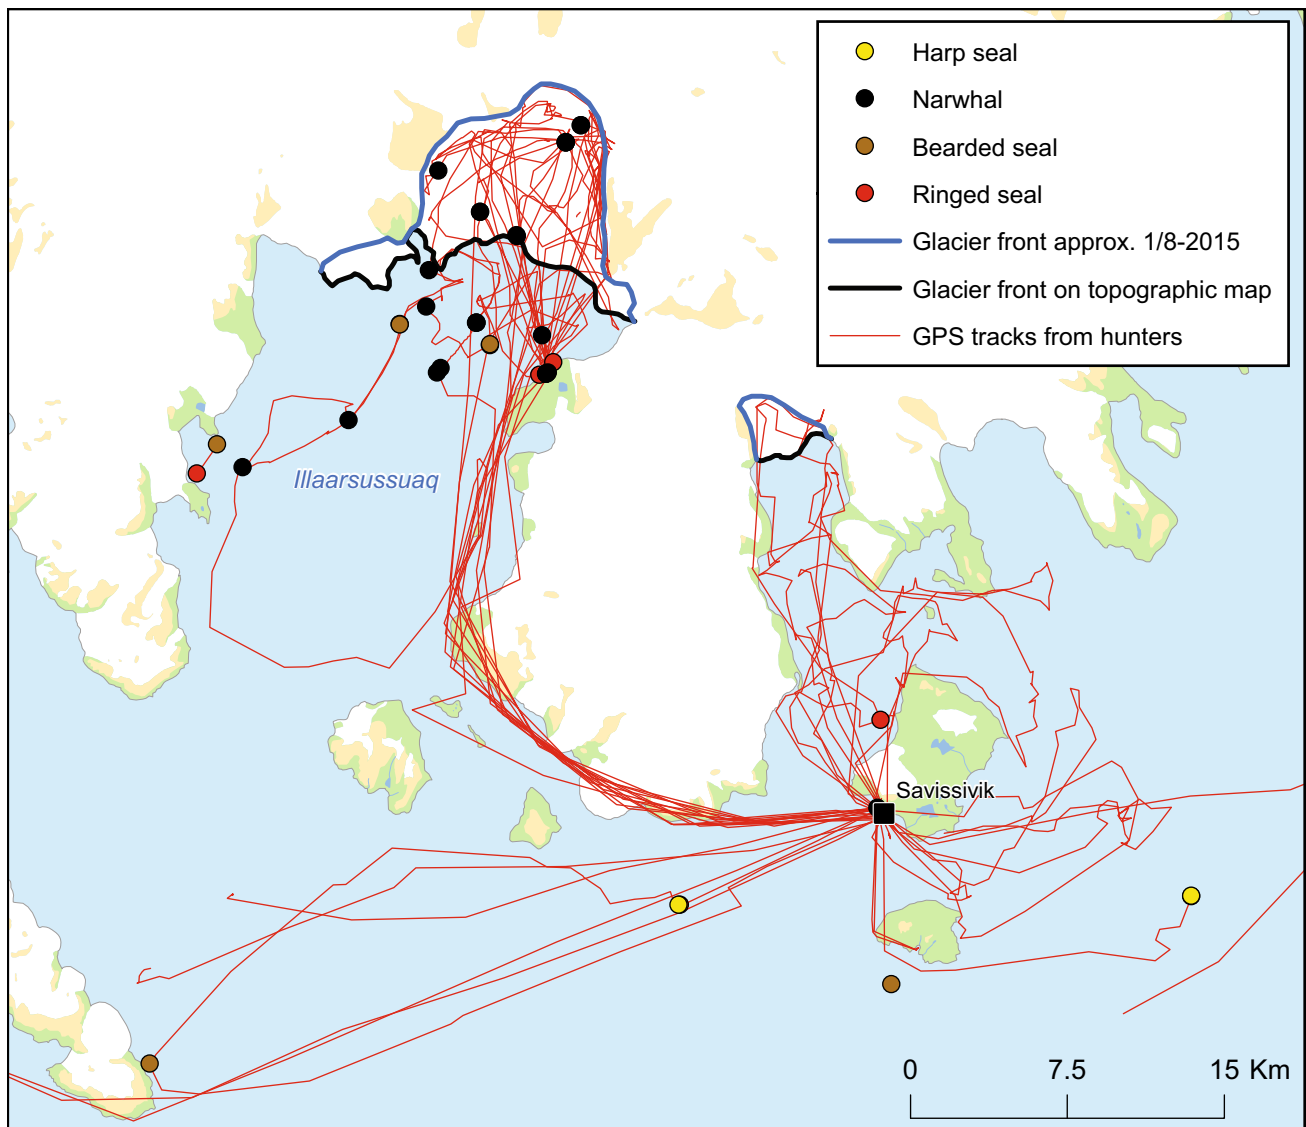 Harp seal
Narwhal
Bearded seal
Ringed seal
Glacier front approx. 1/8-2015
Glacier front on topographic map
GPS tracks from hunters
Illaarsussuaq
Savissivik
0 7.5 15 Km